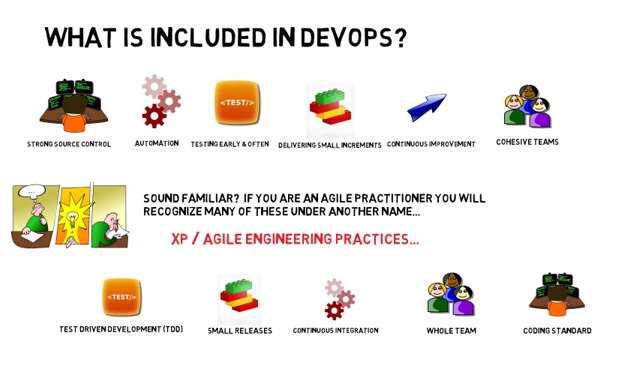 WHAT IS INCLUDED IN DEVOPS?
<TEST/>
STRONG SOURCE CONTROL
AUTOMATION
TESTING EARLY & OFTEN
DELIVERING SMALL INCREMENTS
CONTINUOUS IMPROVEMENT
COHESIVE TEAMS
...
SOUND FAMILIAR? IF YOU ARE AN AGILE PRACTITIONER YOU WILL
RECOGNIZE MANY OF THESE UNDER ANOTHER NAME...
XP / AGILE ENGINEERING PRACTICES...
<TEST/>
TEST DRIVEN DEVELOPMENT (TDD)
SMALL RELEASES
CONTINUOUS INTEGRATION
WHOLE TEAM
CODING STANDARD